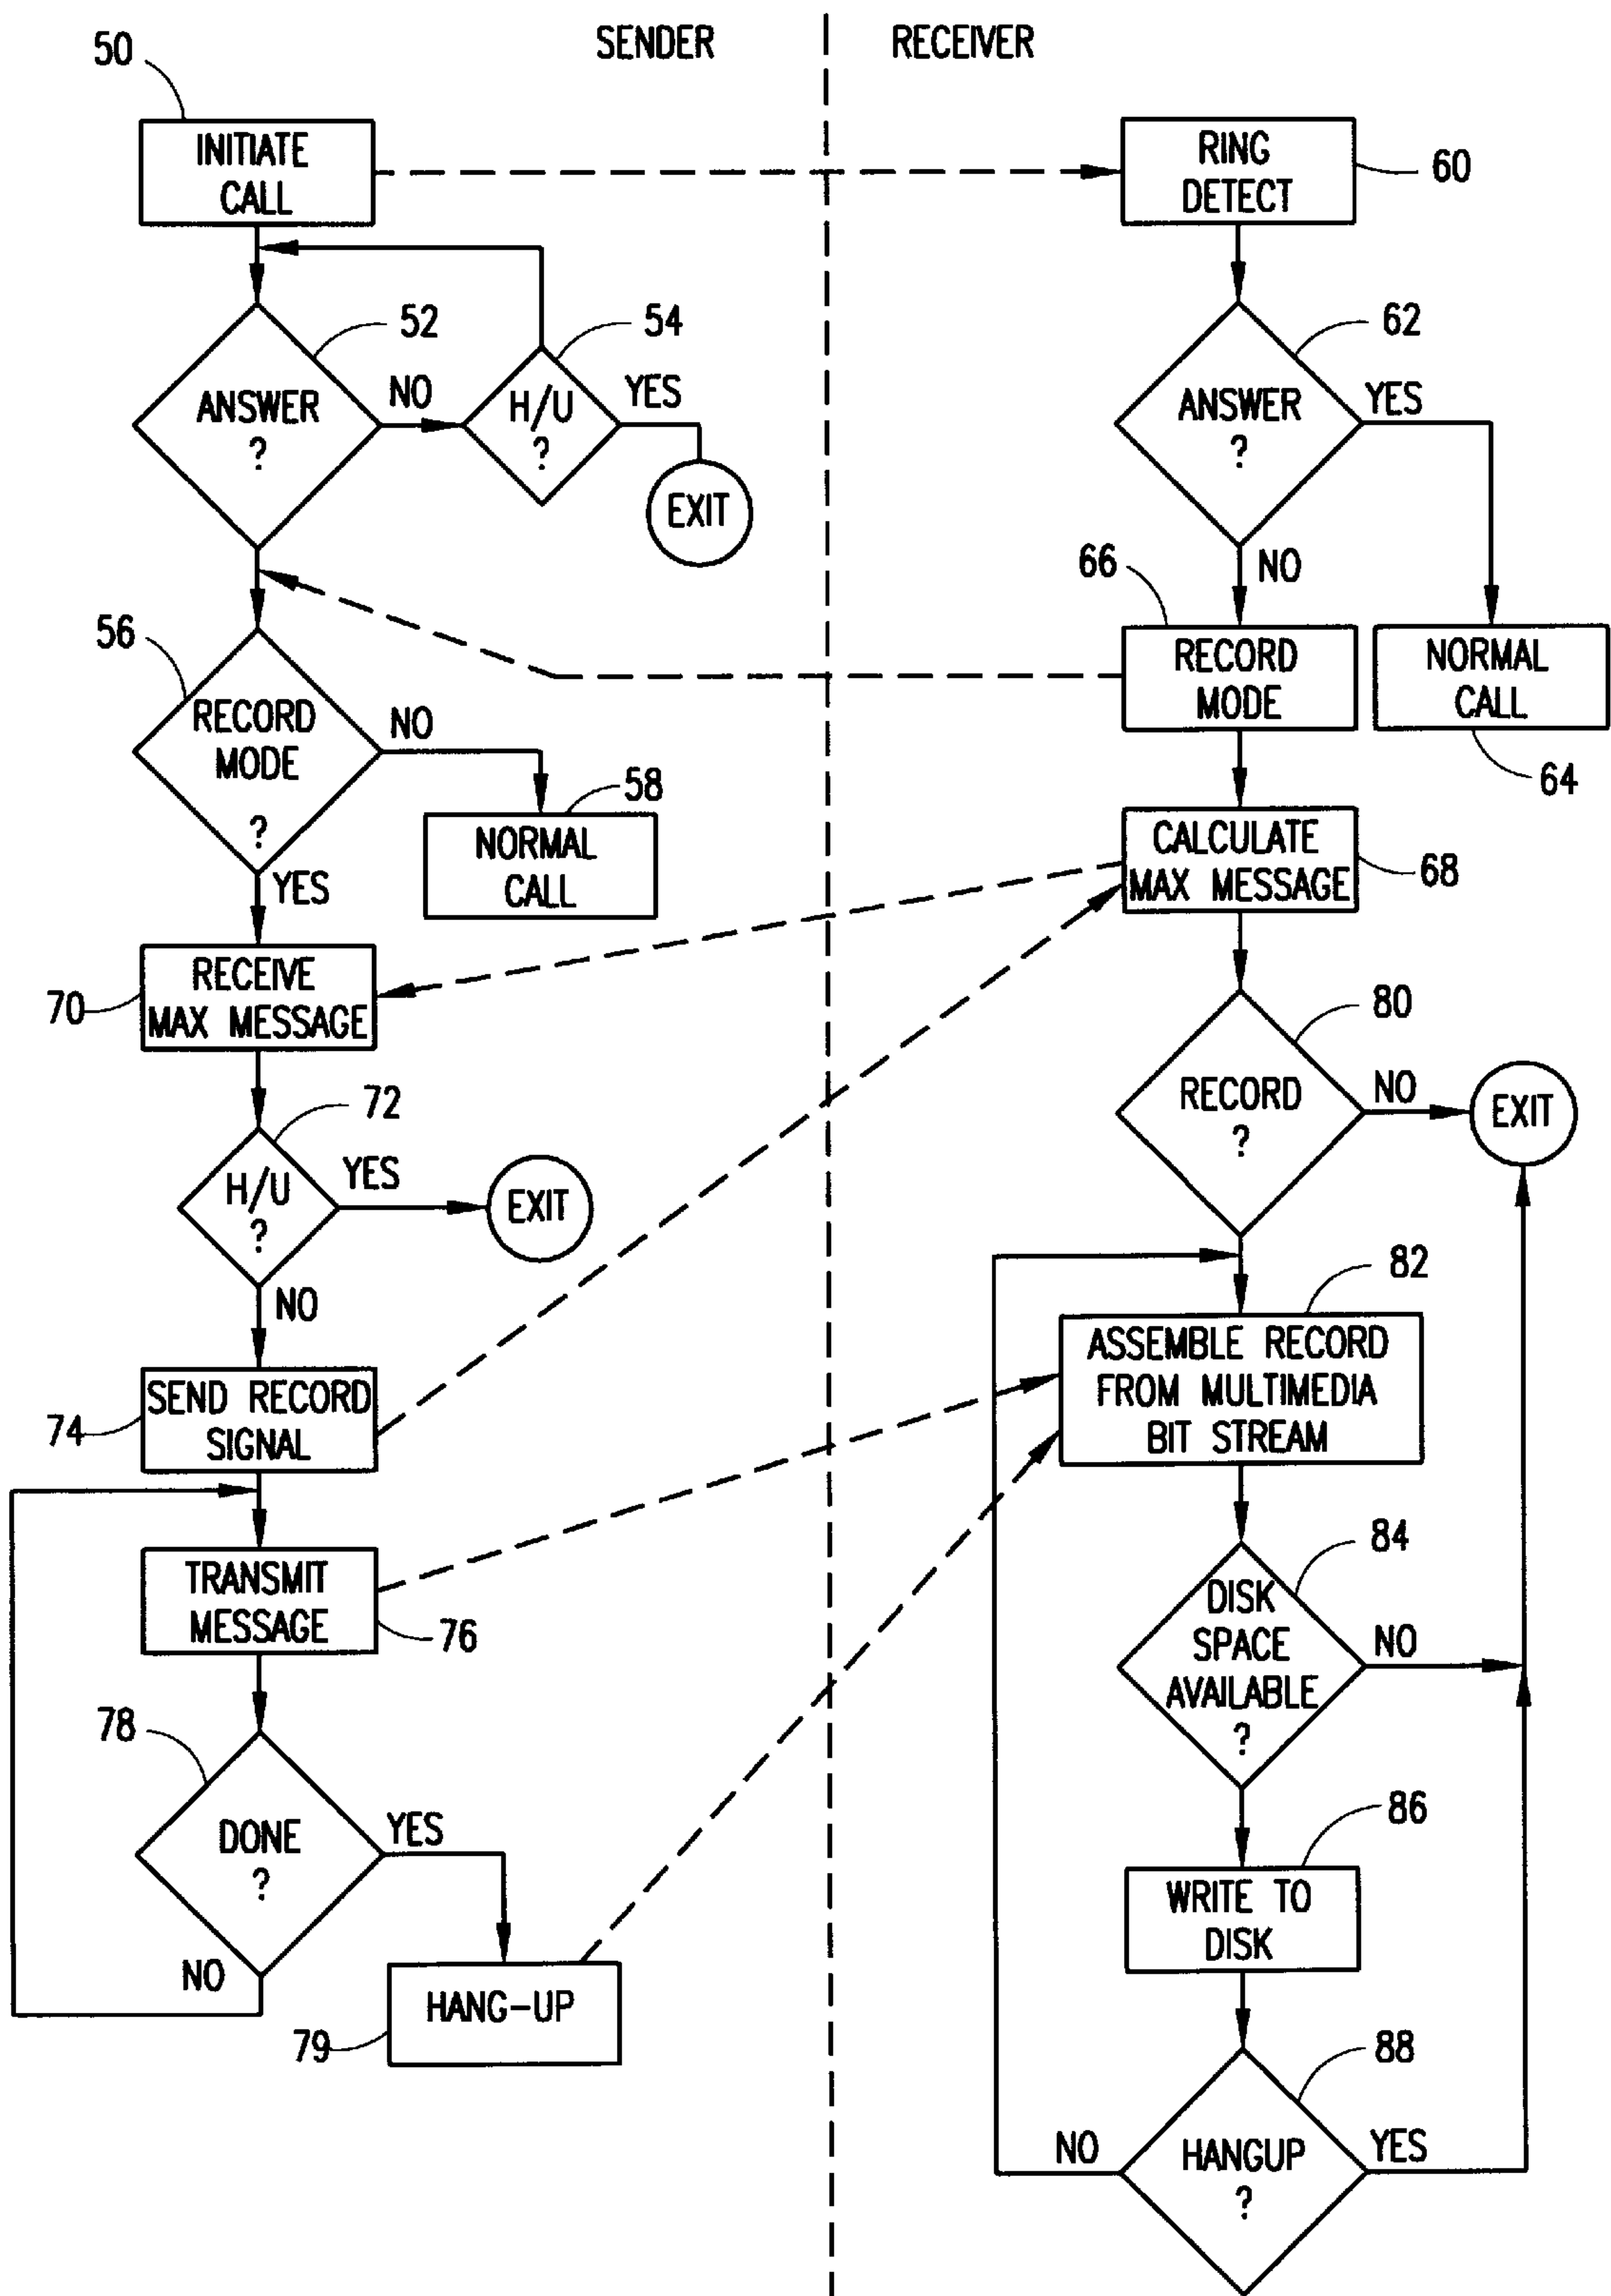 SENDER
RECEIVER
50
INITIATE
CALL
RING
DETECT
60
52
ANSWER
?
NO
54
H/U
?
YES
EXIT
62
ANSWER
?
YES
NO
66
RECORD
MODE
NORMAL
CALL
64
56
RECORD
MODE
?
NO
YES
58
NORMAL
CALL
CALCULATE
MAX MESSAGE
68
70
RECEIVE
MAX MESSAGE
80
RECORD
?
NO
EXIT
72
H/U
?
YES
EXIT
NO
82
ASSEMBLE RECORD
FROM MULTIMEDIA
BIT STREAM
74
SEND RECORD
SIGNAL
TRANSMIT
MESSAGE
76
84
DISK
SPACE
AVAILABLE
?
NO
78
DONE
?
YES
NO
86
WRITE TO
DISK
79
HANG-UP
88
HANGUP
?
NO
YES